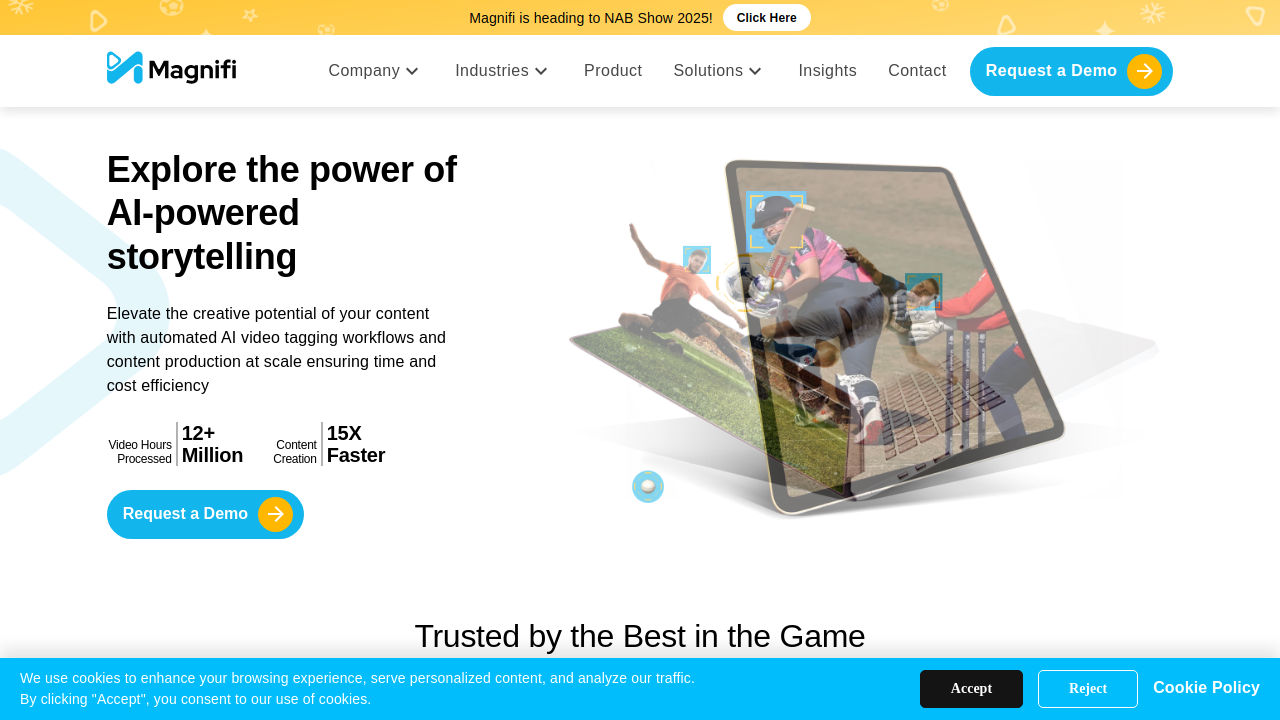 Magnifi is heading to NAB Show 2025! Click Here
Magnifi Company Industries Product Solutions Insights Contact Request a Demo
Explore the power of
AI-powered
storytelling
Elevate the creative potential of your content
with automated AI video tagging workflows and
content production at scale ensuring time and
cost efficiency
Video Hours
Processed
12+
Million
Content
Creation
15X
Faster
Request a Demo
Trusted by the Best in the Game
We use cookies to enhance your browsing experience, serve personalized content, and analyze our traffic.
By clicking "Accept", you consent to our use of cookies.
Accept Reject Cookie Policy